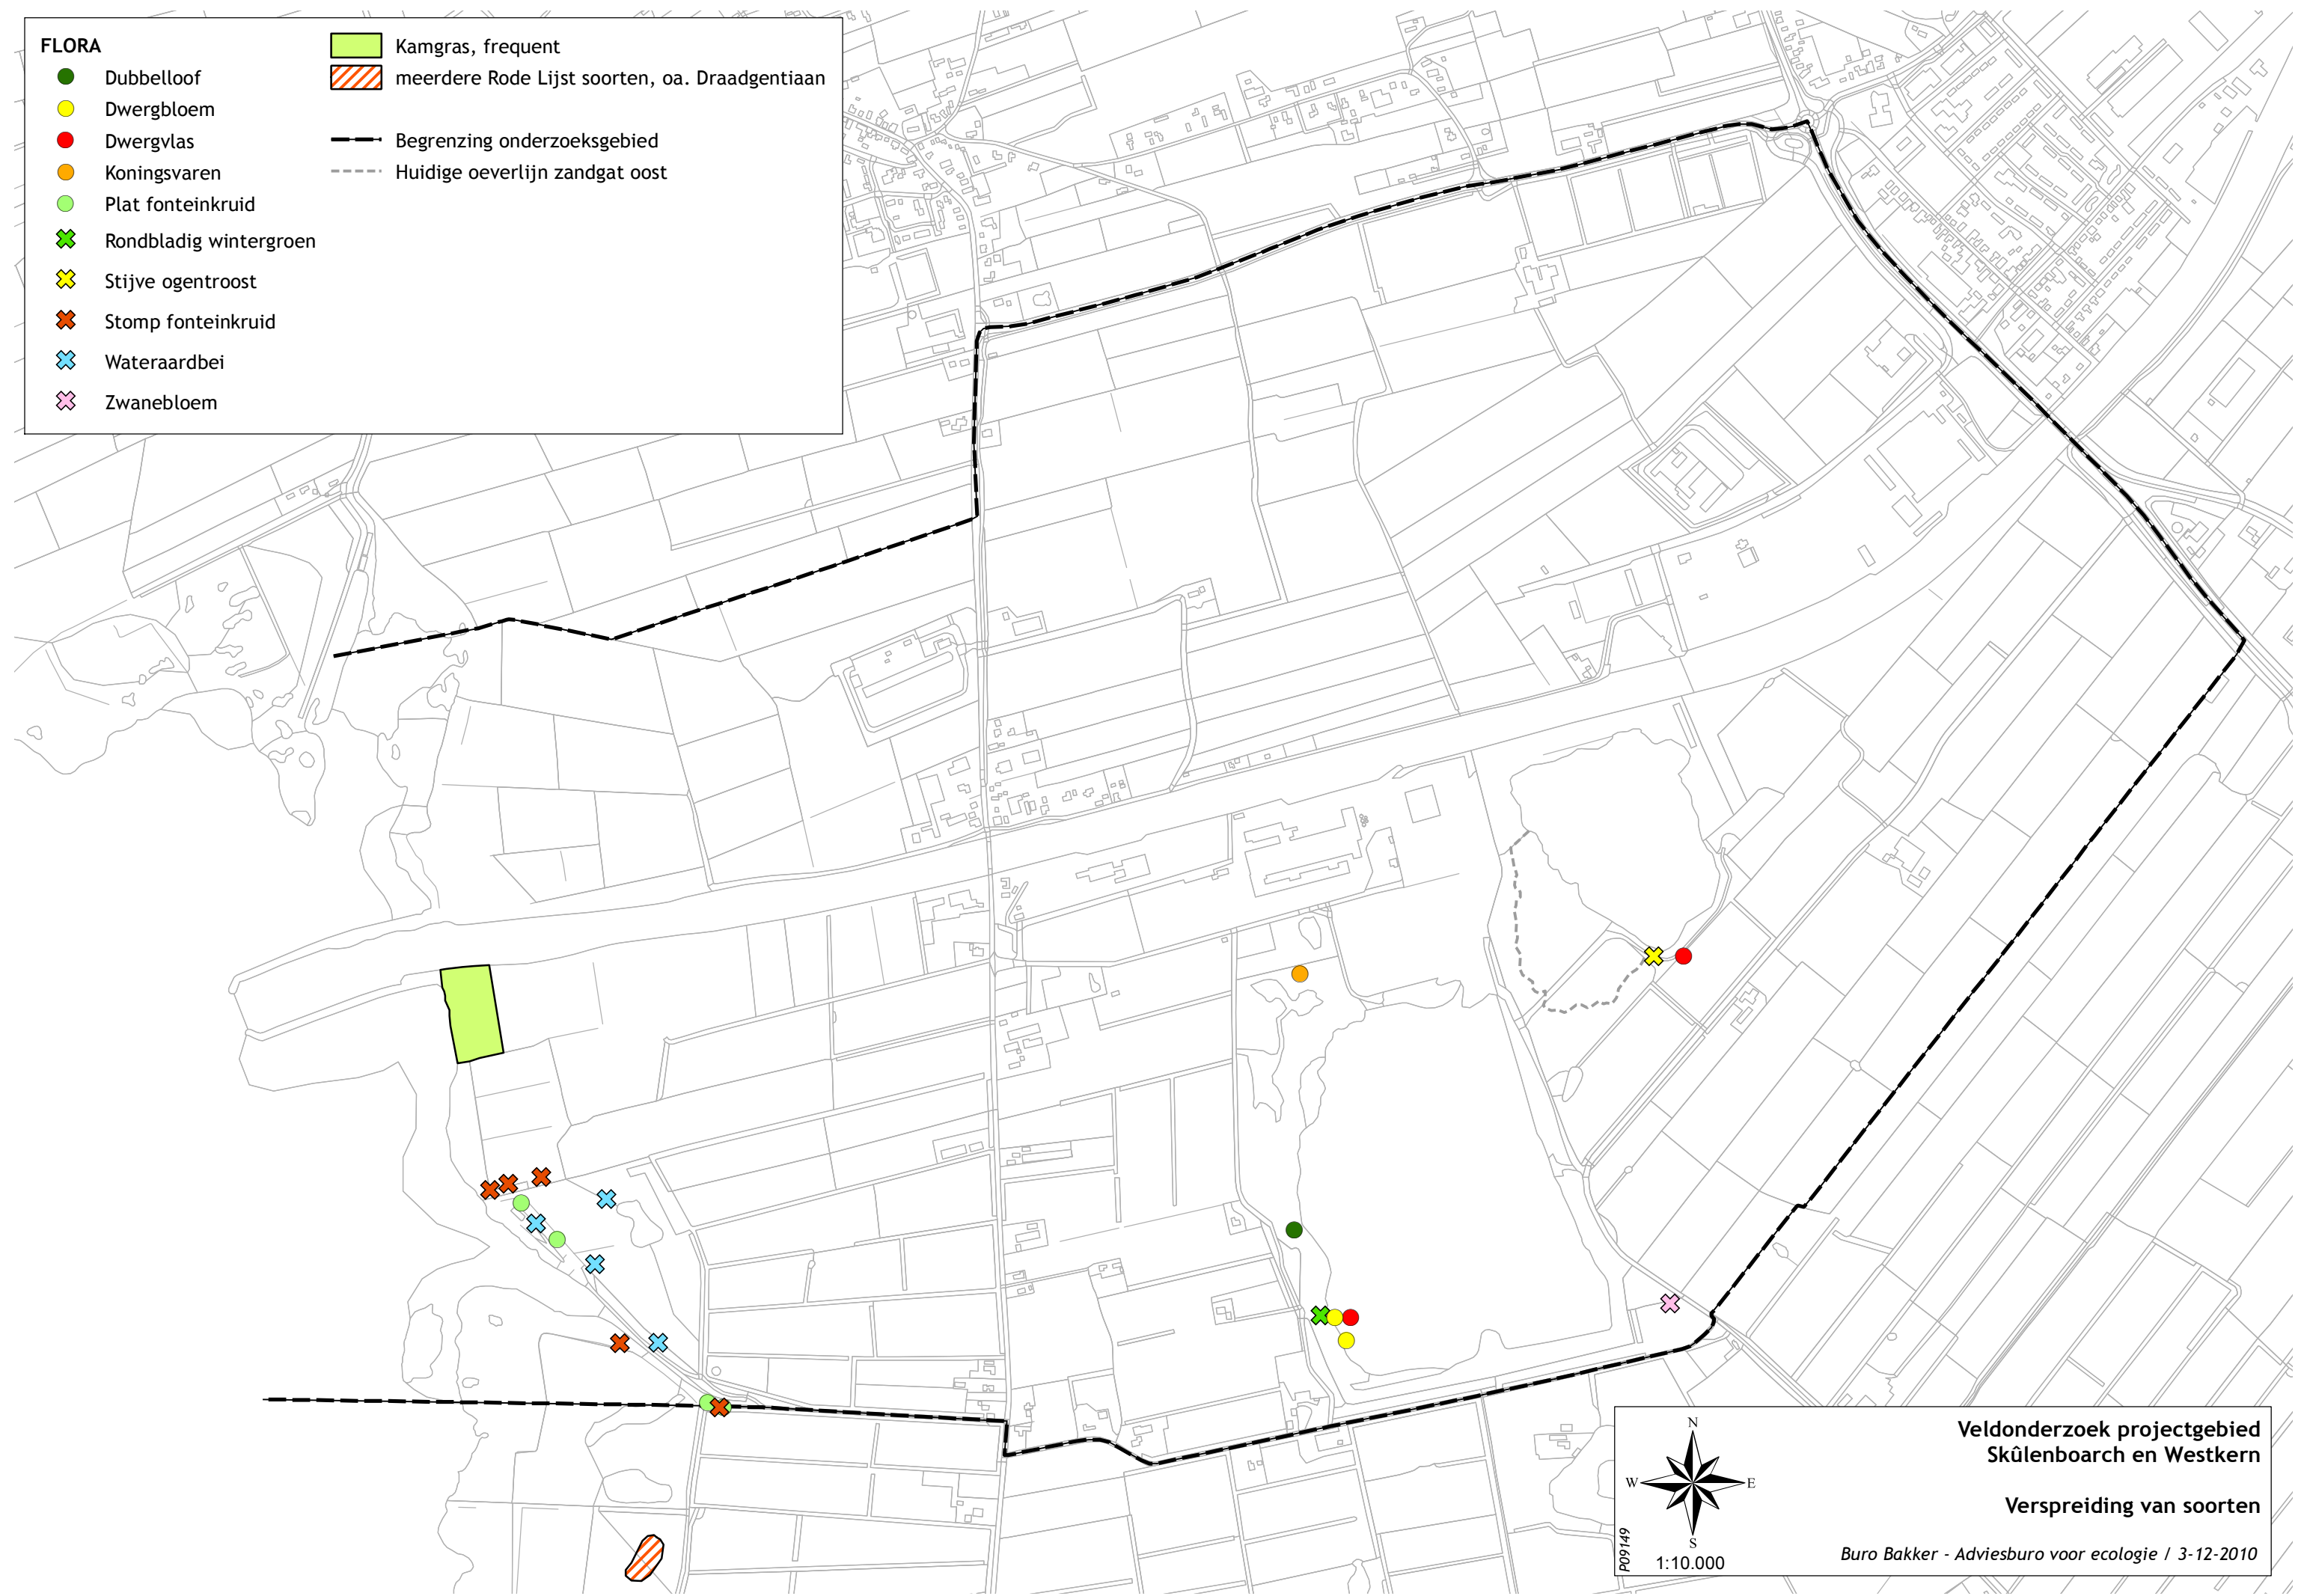 FLORA
Dubbelloof
Dwergbloem
Dwergvlas
Koningsvaren
Plat fonteinkruid
Rondbladig wintergroen
Stijve ogentroost
Stomp fonteinkruid
Wateraardbei
Zwanebloem
Kamgras, frequent
meerdere Rode Lijst soorten, oa. Draadgentiaan
Begrenzing onderzoeksgebied
Huidige oeverlijn zandgat oost
N
W
E
S
1:10.000
P09149
Veldonderzoek projectgebied
Skûlenboarch en Westkern
Verspreiding van soorten
Buro Bakker - Adviesburo voor ecologie / 3-12-2010